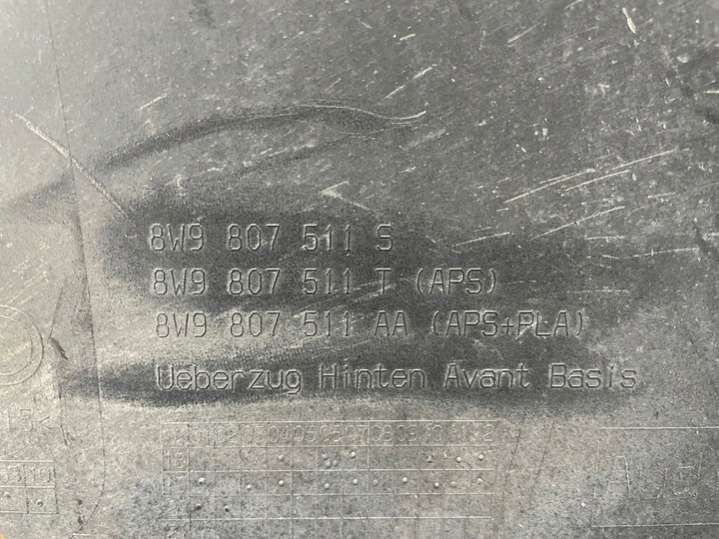 8W9 807 511 S
8W9 807 511 T (APS)
8W9 807 511 AA (APS+PLA)
Ueberzug Hinten Avant Basis